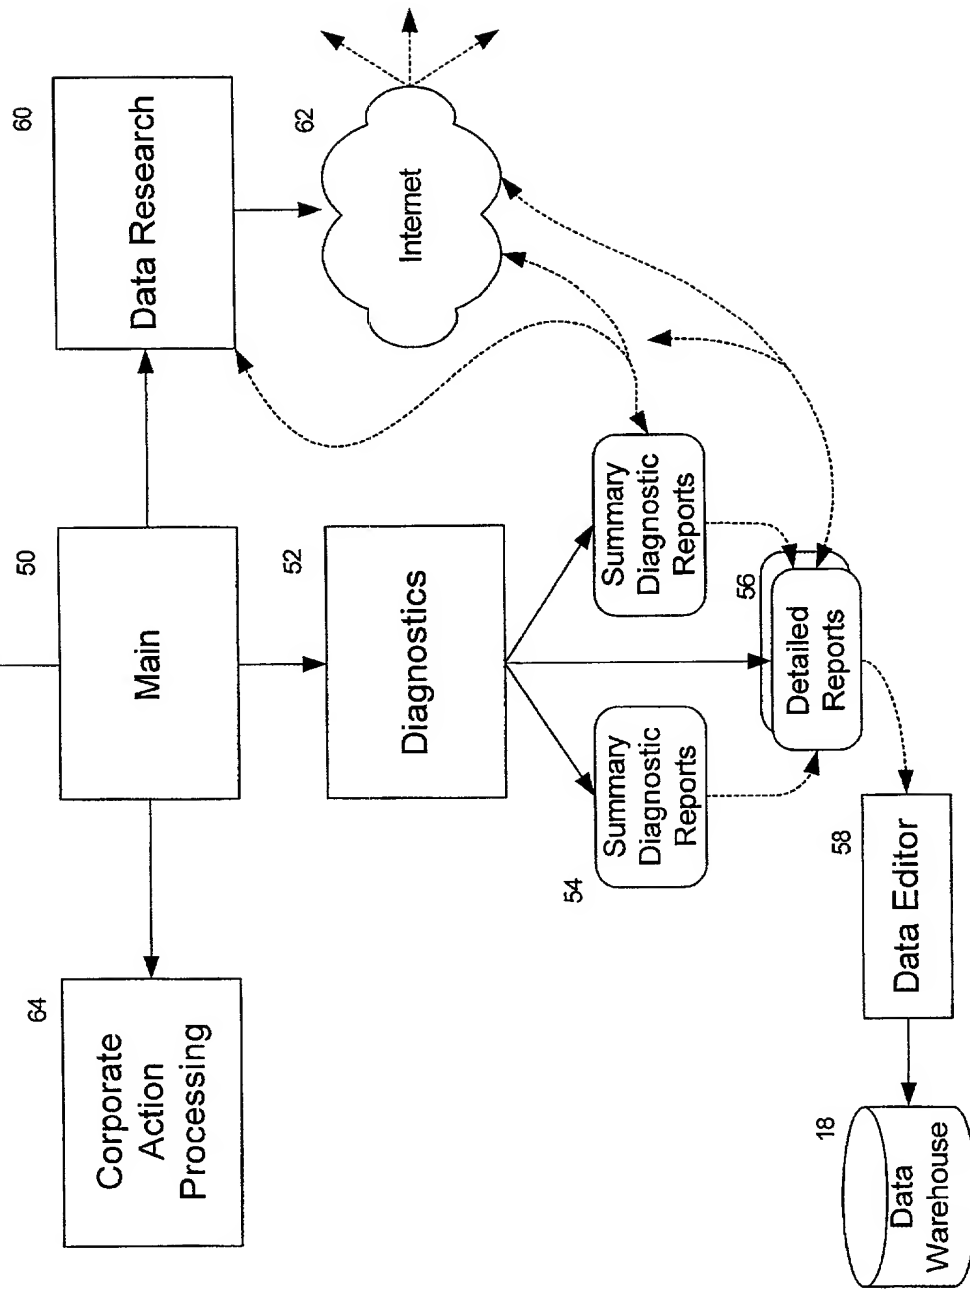 64
Corporate
Action
Processing
50
Main
60
Data Research
52
Diagnostics
62
Internet
54
Summary
Diagnostic
Reports
Summary
Diagnostic
Reports
56
Detailed
Reports
18
Data
Warehouse
58
Data Editor